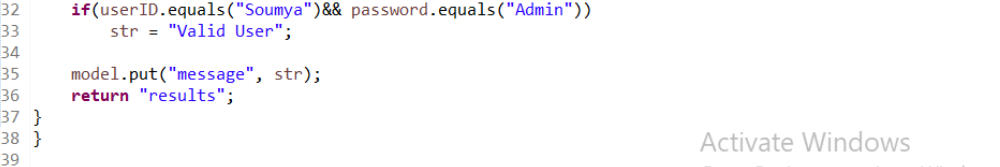 32 if(userID.equals("Soumya")&& password.equals("Admin"))
33 str = "Valid User";
34
35 model.put("message", str);
36 return "results";
37 }
38 }
39
Activate Windows